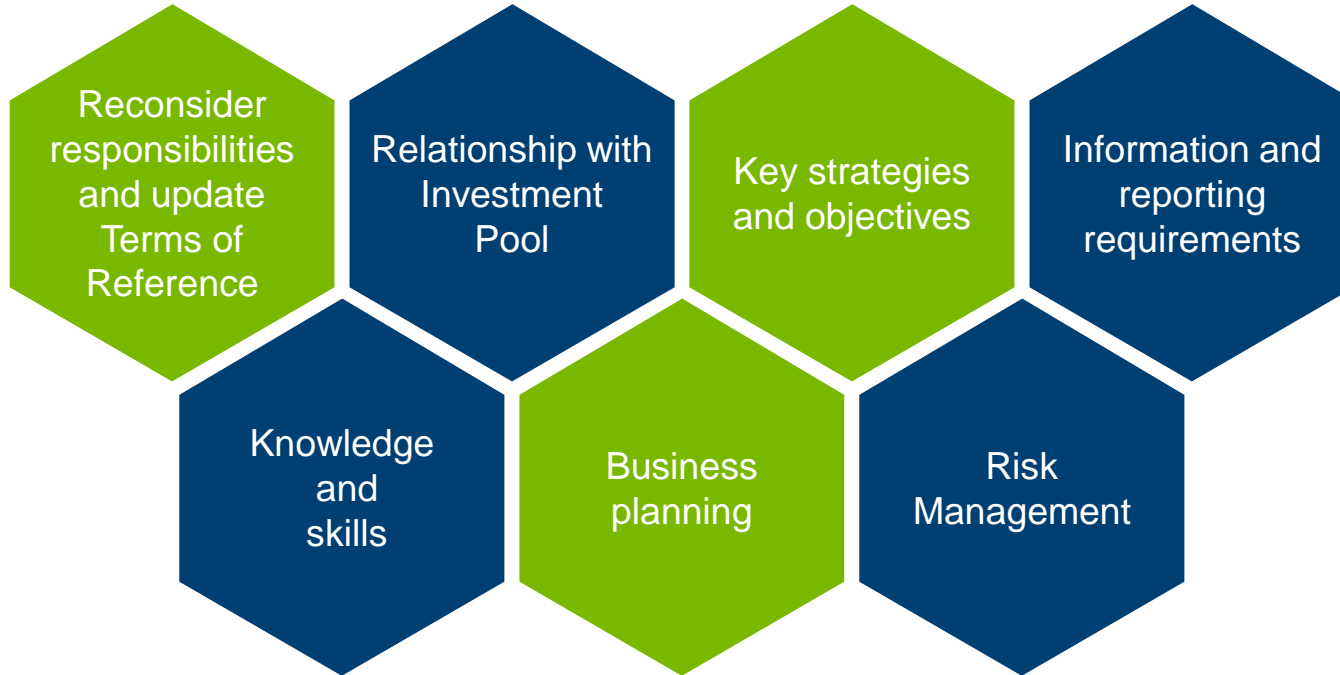 Reconsider
responsibilities
and update
Terms of
Reference
Relationship with
Investment
Pool
Key strategies
and objectives
Information and
reporting
requirements
Knowledge
and
skills
Business
planning
Risk
Management